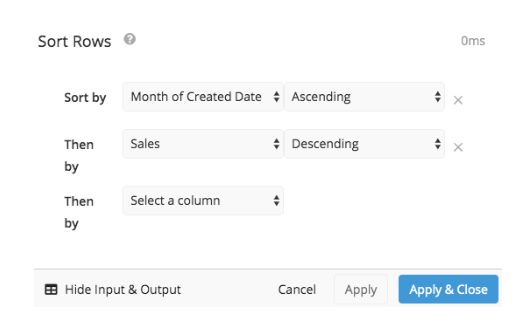 Sort Rows ? 0ms
Sort by Month of Created Date Ascending ×
Then by Sales Descending ×
Then by Select a column
Hide Input & Output Cancel Apply Apply & Close